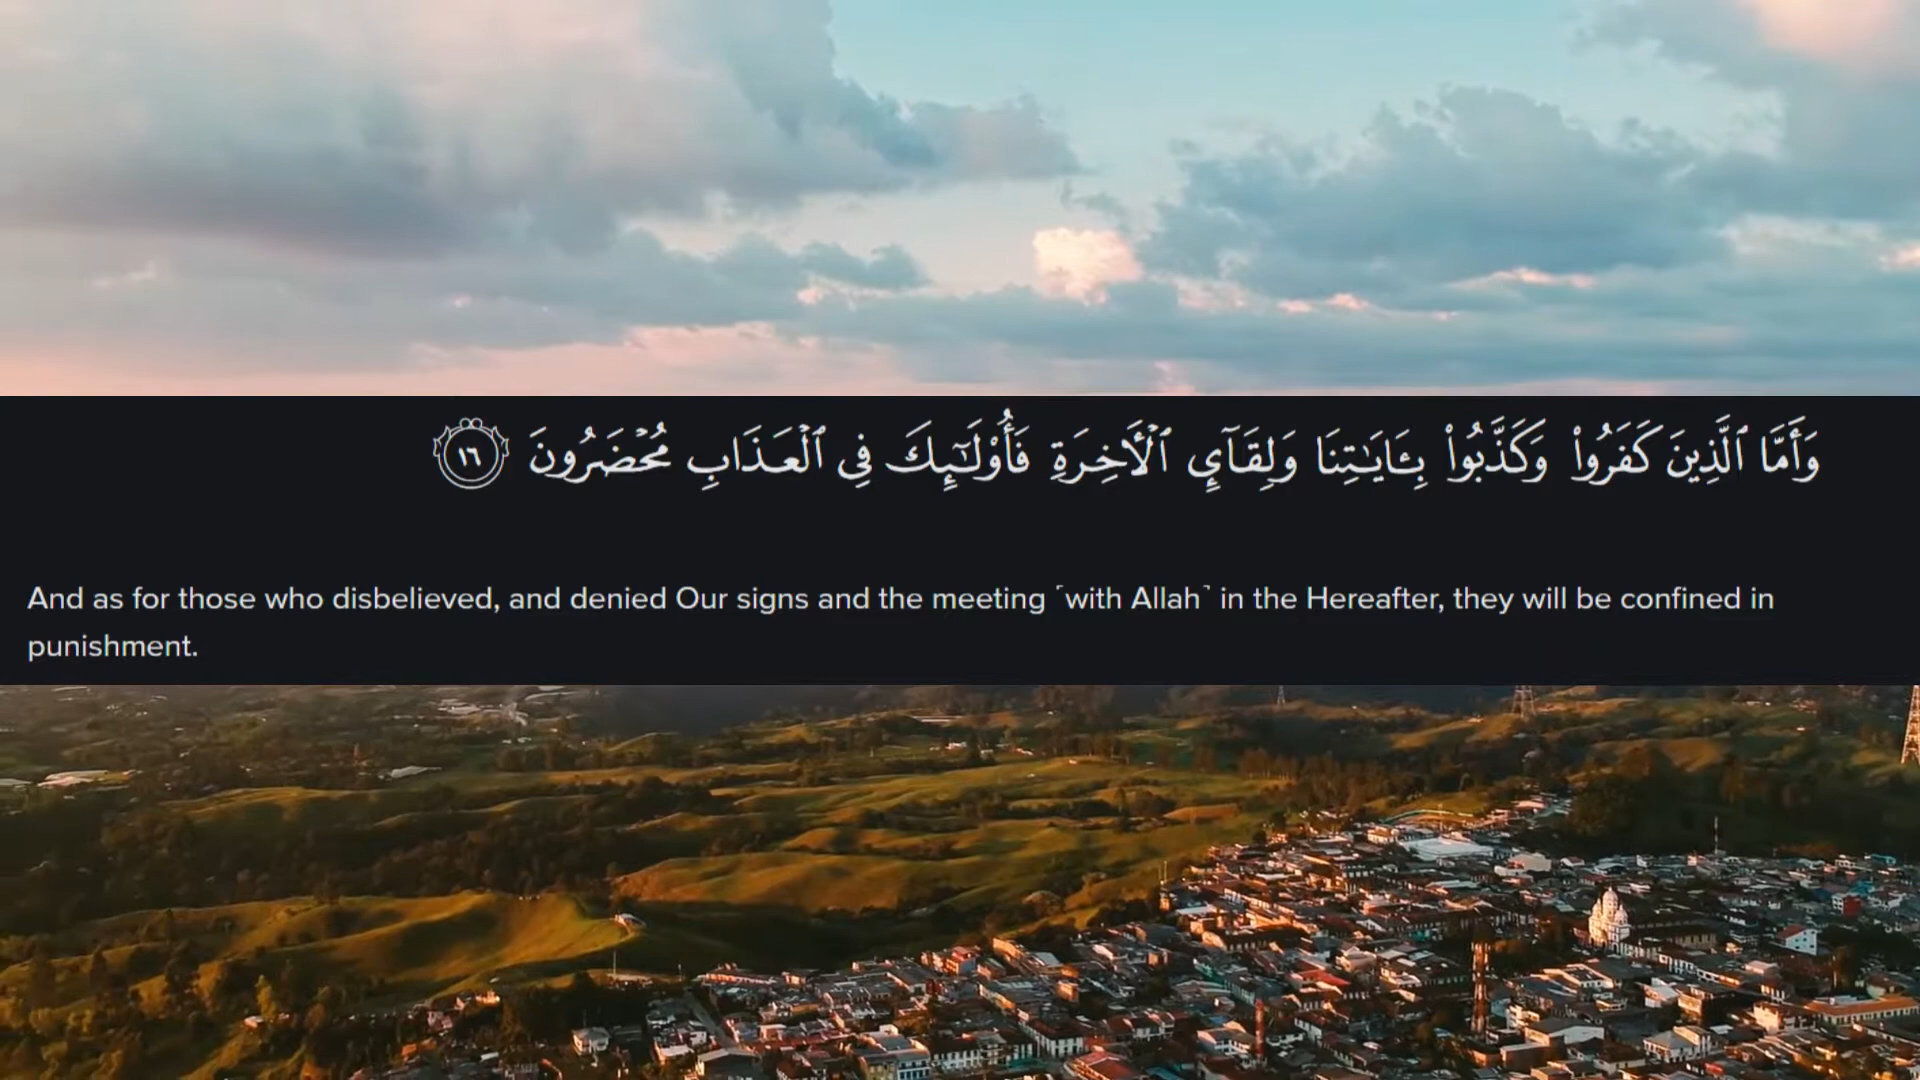 وَأَمَّا ٱلَّذِينَ كَفَرُوا۟ وَكَذَّبُوا۟ بِـَٔايَـٰتِنَا وَلِقَآئِ ٱلْـَٔاخِرَةِ فَأُو۟لَـٰٓئِكَ فِى ٱلْعَذَابِ مُحْضَرُونَ ١٦
And as for those who disbelieved, and denied Our signs and the meeting ˹with Allah˺ in the Hereafter, they will be confined in
punishment.